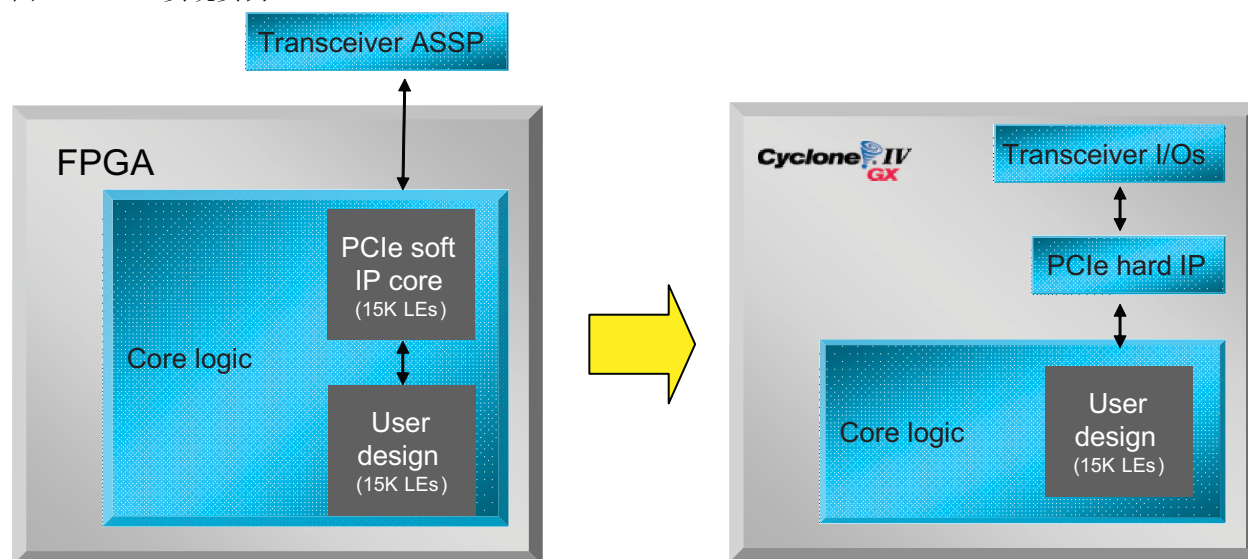 Transceiver ASSP
FPGA
PCIe soft
IP core
(15K LEs)
Core logic
User
design
(15K LEs)
Cyclone IV
GX
Transceiver I/Os
PCIe hard IP
Core logic
User
design
(15K LEs)